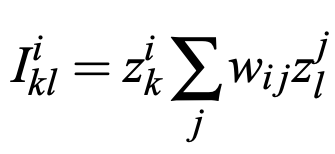 I^i_{kl} = z^i_k \sum_j w_{ij} z^j_l